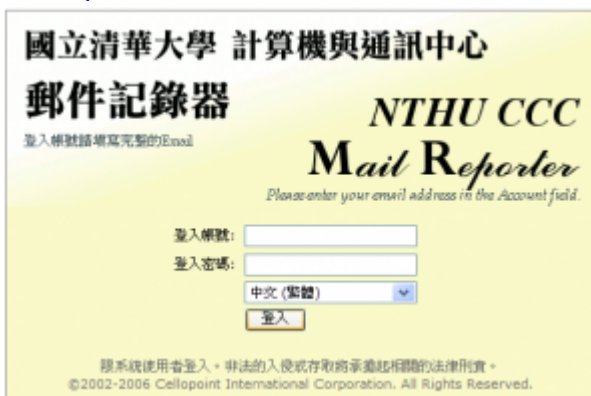 國立清華大學 計算機與通訊中心
郵件記錄器
登入帳號請填寫完整的Email
NTHU CCC
Mail Reporter
Please enter your email address in the Account field.
登入帳號:
登入密碼:
中文 (繁體)
登入
限系統使用者登入。非法的入侵或存取將承擔起相關的法律刑責。
©2002-2006 Cellopoint International Corporation. All Rights Reserved.